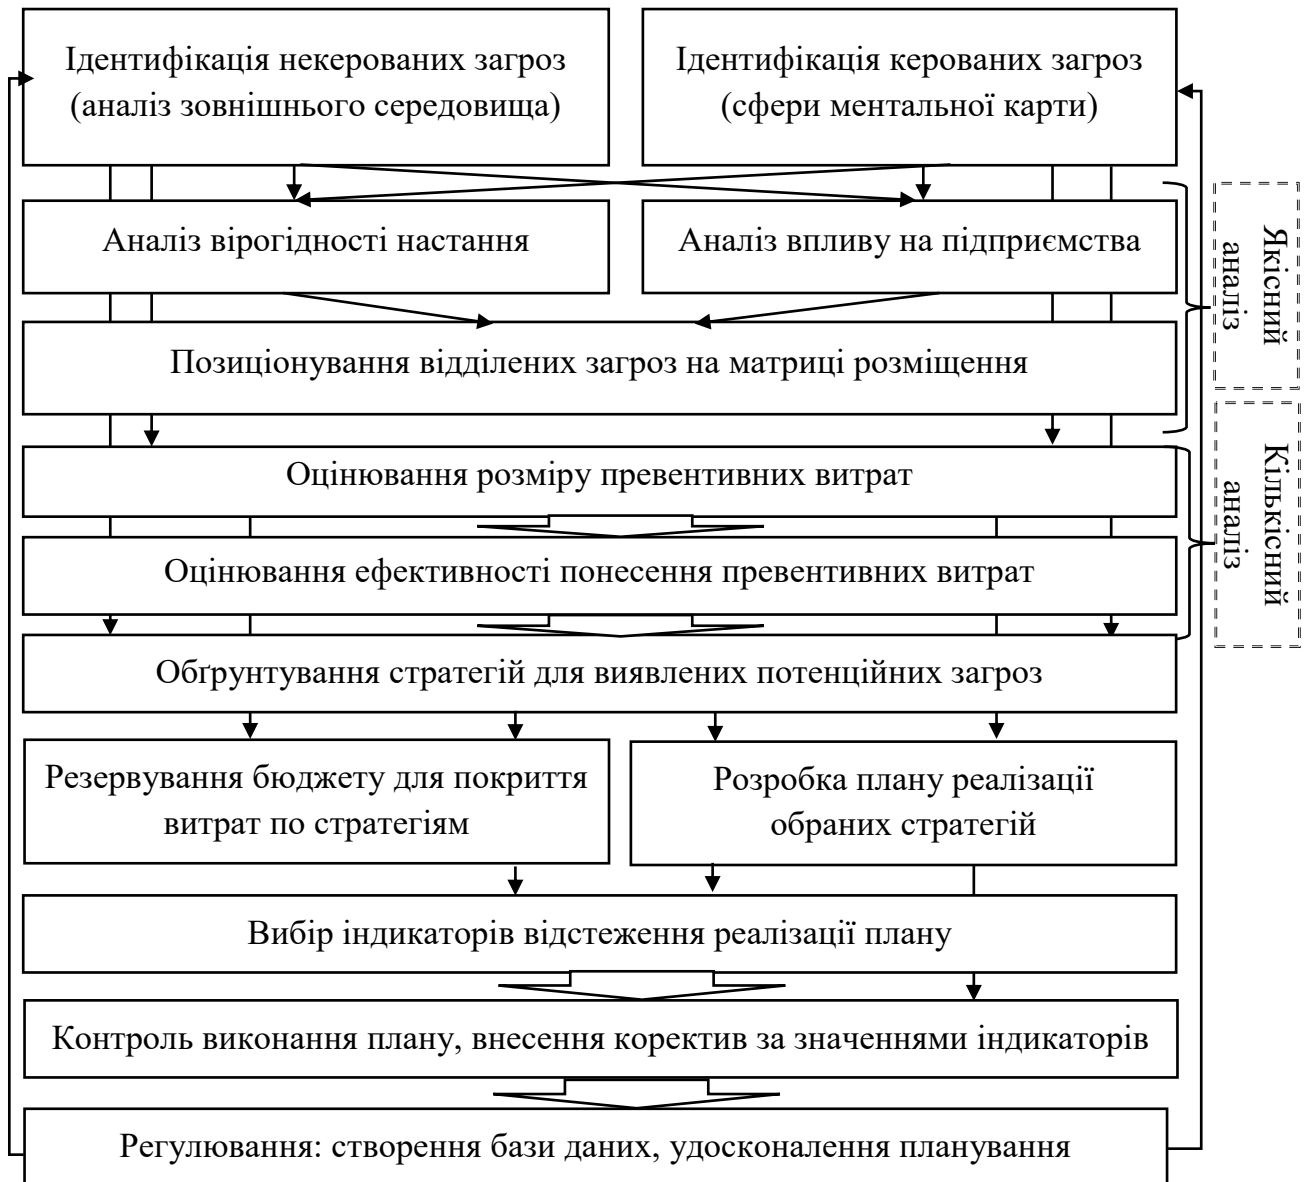 Ідентифікація некерованих загроз
(аналіз зовнішнього середовища)
Ідентифікація керованих загроз
(сфери ментальної карти)
Аналіз вірогідності настання
Аналіз впливу на підприємства
Якісний
аналіз
Позиціонування відділених загроз на матриці розміщення
Оцінювання розміру превентивних витрат
Кількісний
аналіз
Оцінювання ефективності понесення превентивних витрат
Обґрунтування стратегій для виявлених потенційних загроз
Резервування бюджету для покриття
витрат по стратегіям
Розробка плану реалізації
обраних стратегій
Вибір індикаторів відстеження реалізації плану
Контроль виконання плану, внесення коректив за значеннями індикаторів
Регулювання: створення бази даних, удосконалення планування